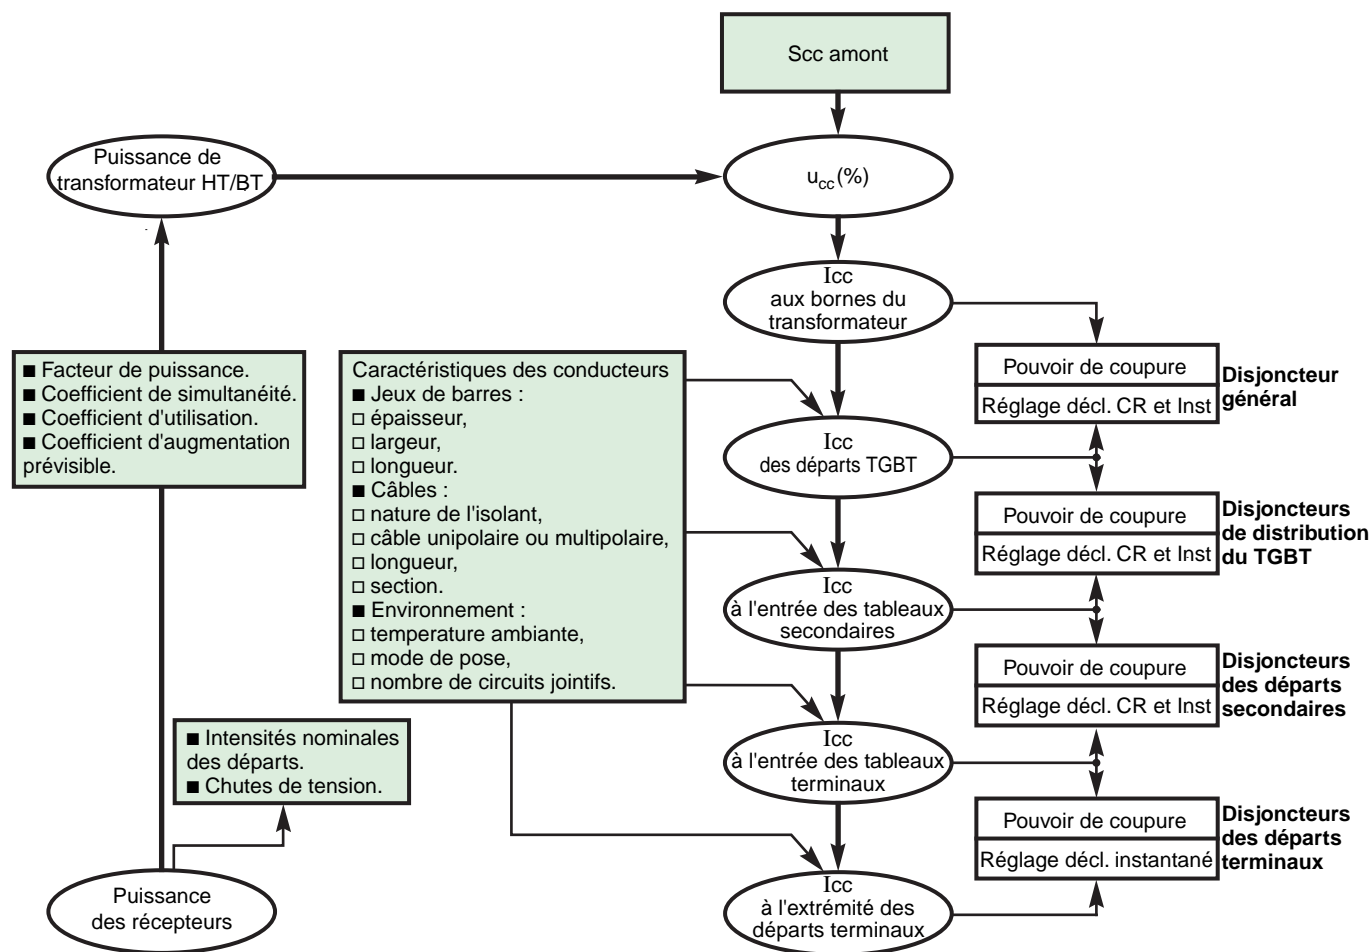 Scc amont
Puissance de
transformateur HT/BT
ucc(%)
Icc
aux bornes du
transformateur
■ Facteur de puissance.
■ Coefficient de simultanéité.
■ Coefficient d'utilisation.
■ Coefficient d'augmentation
prévisible.
Caractéristiques des conducteurs
■ Jeux de barres :
□ épaisseur,
□ largeur,
□ longueur.
■ Câbles :
□ nature de l'isolant,
□ câble unipolaire ou multipolaire,
□ longueur,
□ section.
■ Environnement :
□ temperature ambiante,
□ mode de pose,
□ nombre de circuits jointifs.
Pouvoir de coupure
Réglage décl. CR et Inst
Disjoncteur
général
Icc
des départs TGBT
Pouvoir de coupure
Réglage décl. CR et Inst
Disjoncteurs
de distribution
du TGBT
Icc
à l'entrée des tableaux
secondaires
Pouvoir de coupure
Réglage décl. CR et Inst
Disjoncteurs
des départs
secondaires
Icc
à l'entrée des tableaux
terminaux
■ Intensités nominales
des départs.
■ Chutes de tension.
Pouvoir de coupure
Réglage décl. instantané
Disjoncteurs
des départs
terminaux
Puissance
des récepteurs
Icc
à l'extrémité des
départs terminaux